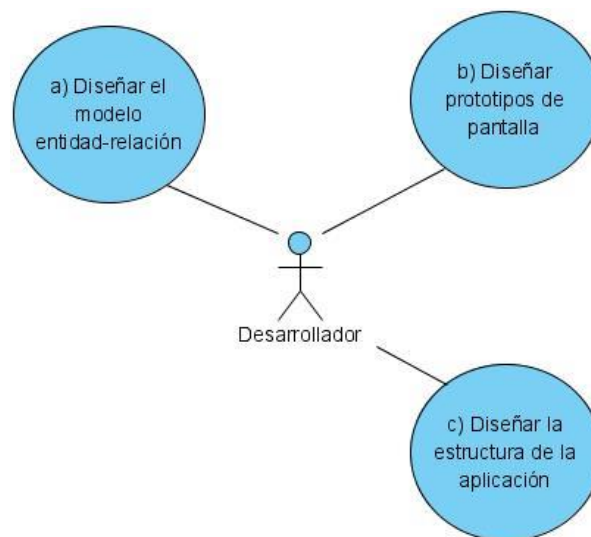 a) Diseñar el
modelo
entidad-relación
b) Diseñar
prototipos de
pantalla
Desarrollador
c) Diseñar la
estructura de la
aplicación